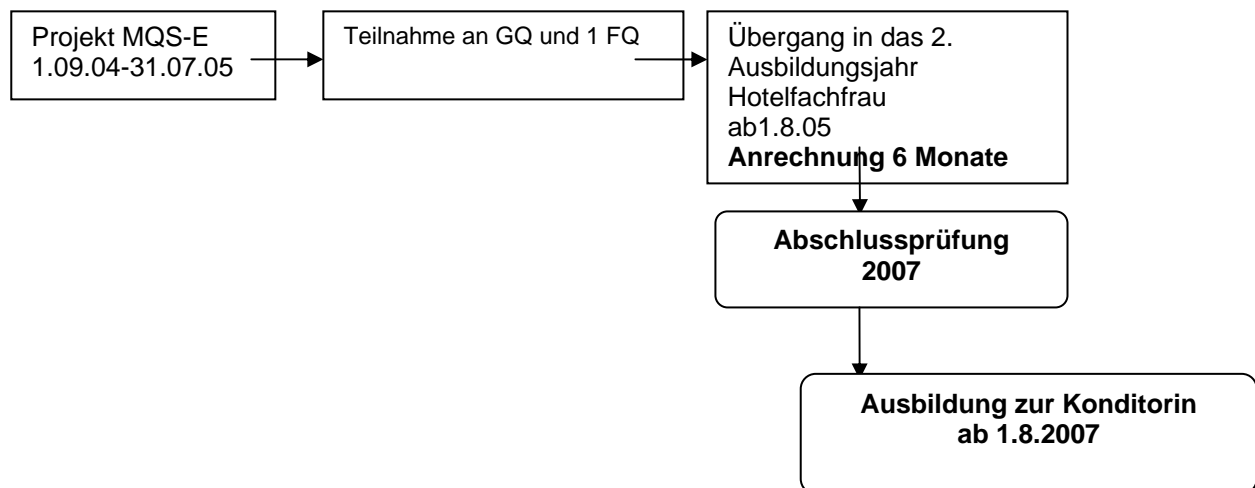 Projekt MQS-E
1.09.04-31.07.05
Teilnahme an GQ und 1 FQ
Übergang in das 2.
Ausbildungsjahr
Hotelfachfrau
ab1.8.05
Anrechnung 6 Monate
Abschlussprüfung
2007
Ausbildung zur Konditorin
ab 1.8.2007